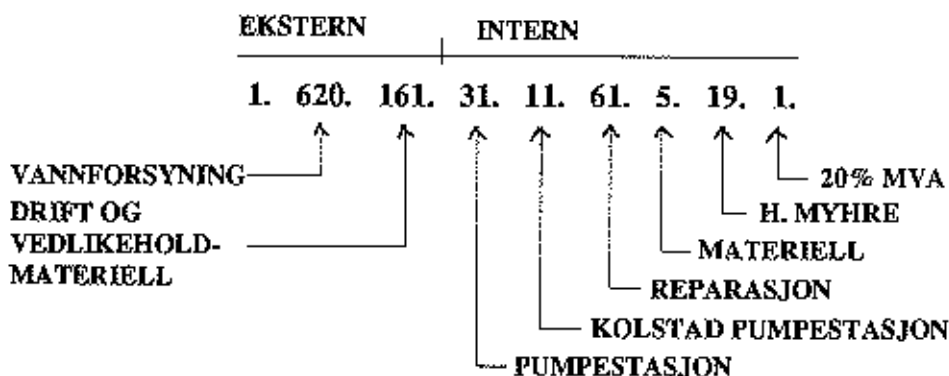 EKSTERN INTERN
1. 620. 161. 31. 11. 61. 5. 19. 1.
VANNFORSYNING 20% MVA
DRIFT OG H. MYHRE
VEDLIKEHOLD- MATERIELL
MATERIELL REPARASJON
KOLSTAD PUMPESTASJON
PUMPESTASJON